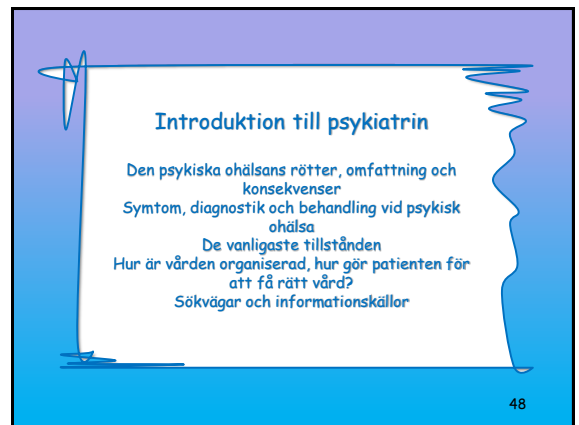 Introduktion till psykiatrin
Den psykiska ohälsans rötter, omfattning och
konsekvenser
Symtom, diagnostik och behandling vid psykisk
ohälsa
De vanligaste tillstånden
Hur är vården organiserad, hur gör patienten för
att få rätt vård?
Sökvägar och informationskällor
48